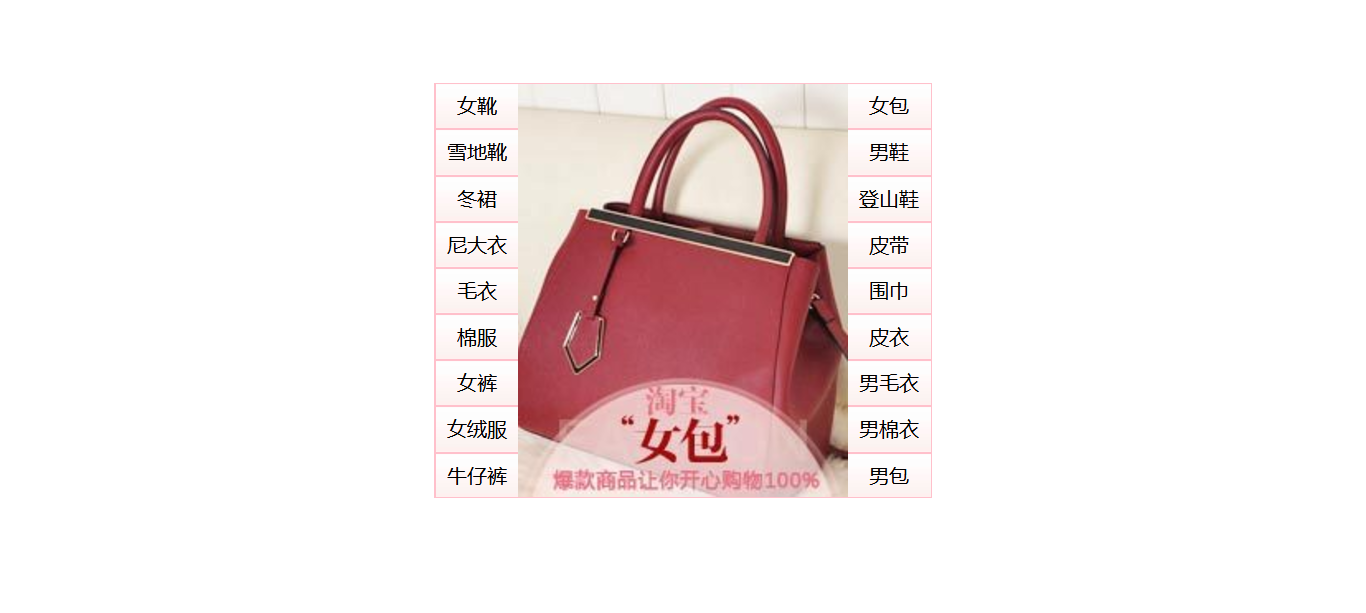 女靴
雪地靴
冬裙
尼大衣
毛衣
棉服
女裤
女绒服
牛仔裤
淘宝
“女包”
爆款商品让你开心购物100%
女包
男鞋
登山鞋
皮带
围巾
皮衣
男毛衣
男棉衣
男包